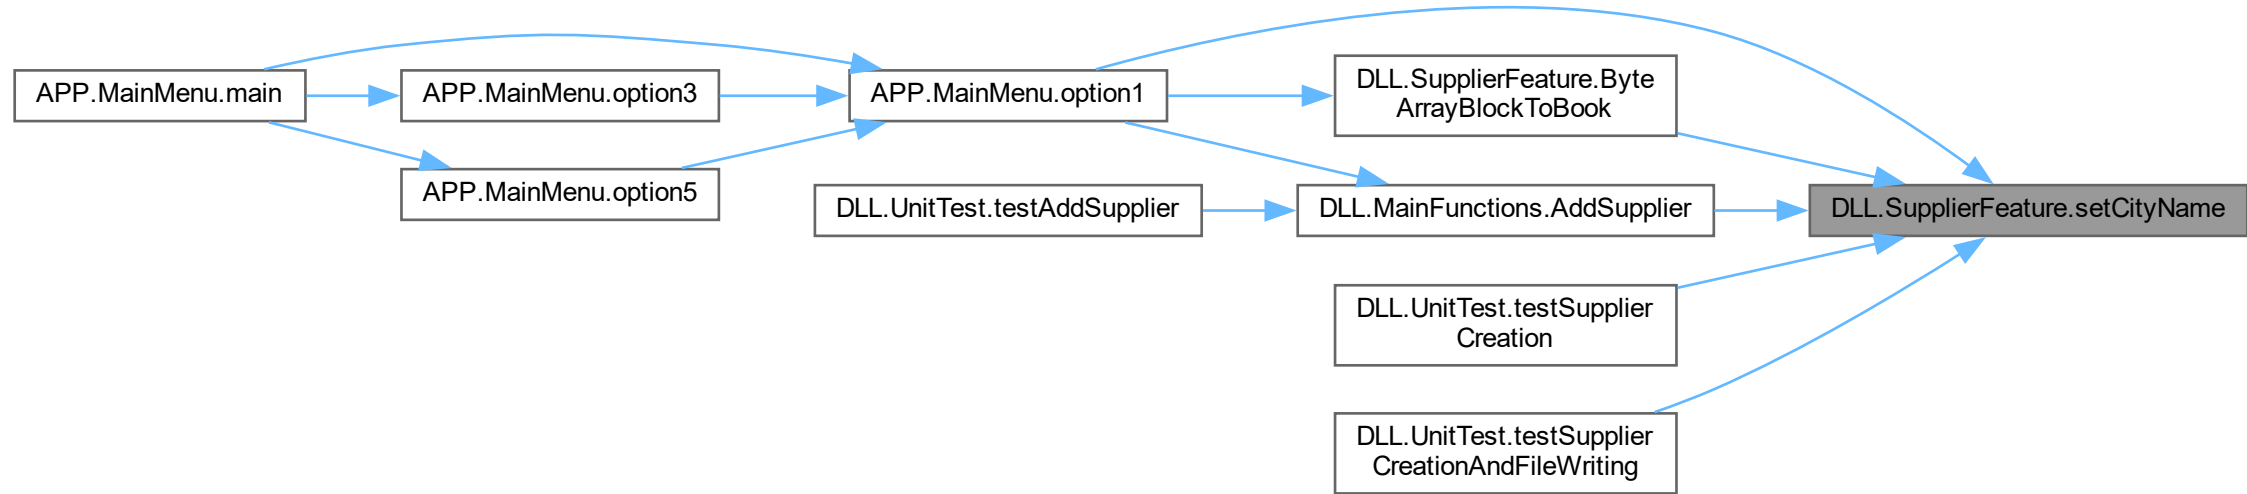 APP.MainMenu.main
APP.MainMenu.option3
APP.MainMenu.option5
APP.MainMenu.option1
DLL.UnitTest.testAddSupplier
DLL.SupplierFeature.Byte
ArrayBlockToBook
DLL.MainFunctions.AddSupplier
DLL.UnitTest.testSupplier
Creation
DLL.UnitTest.testSupplier
CreationAndFileWriting
DLL.SupplierFeature.setCityName